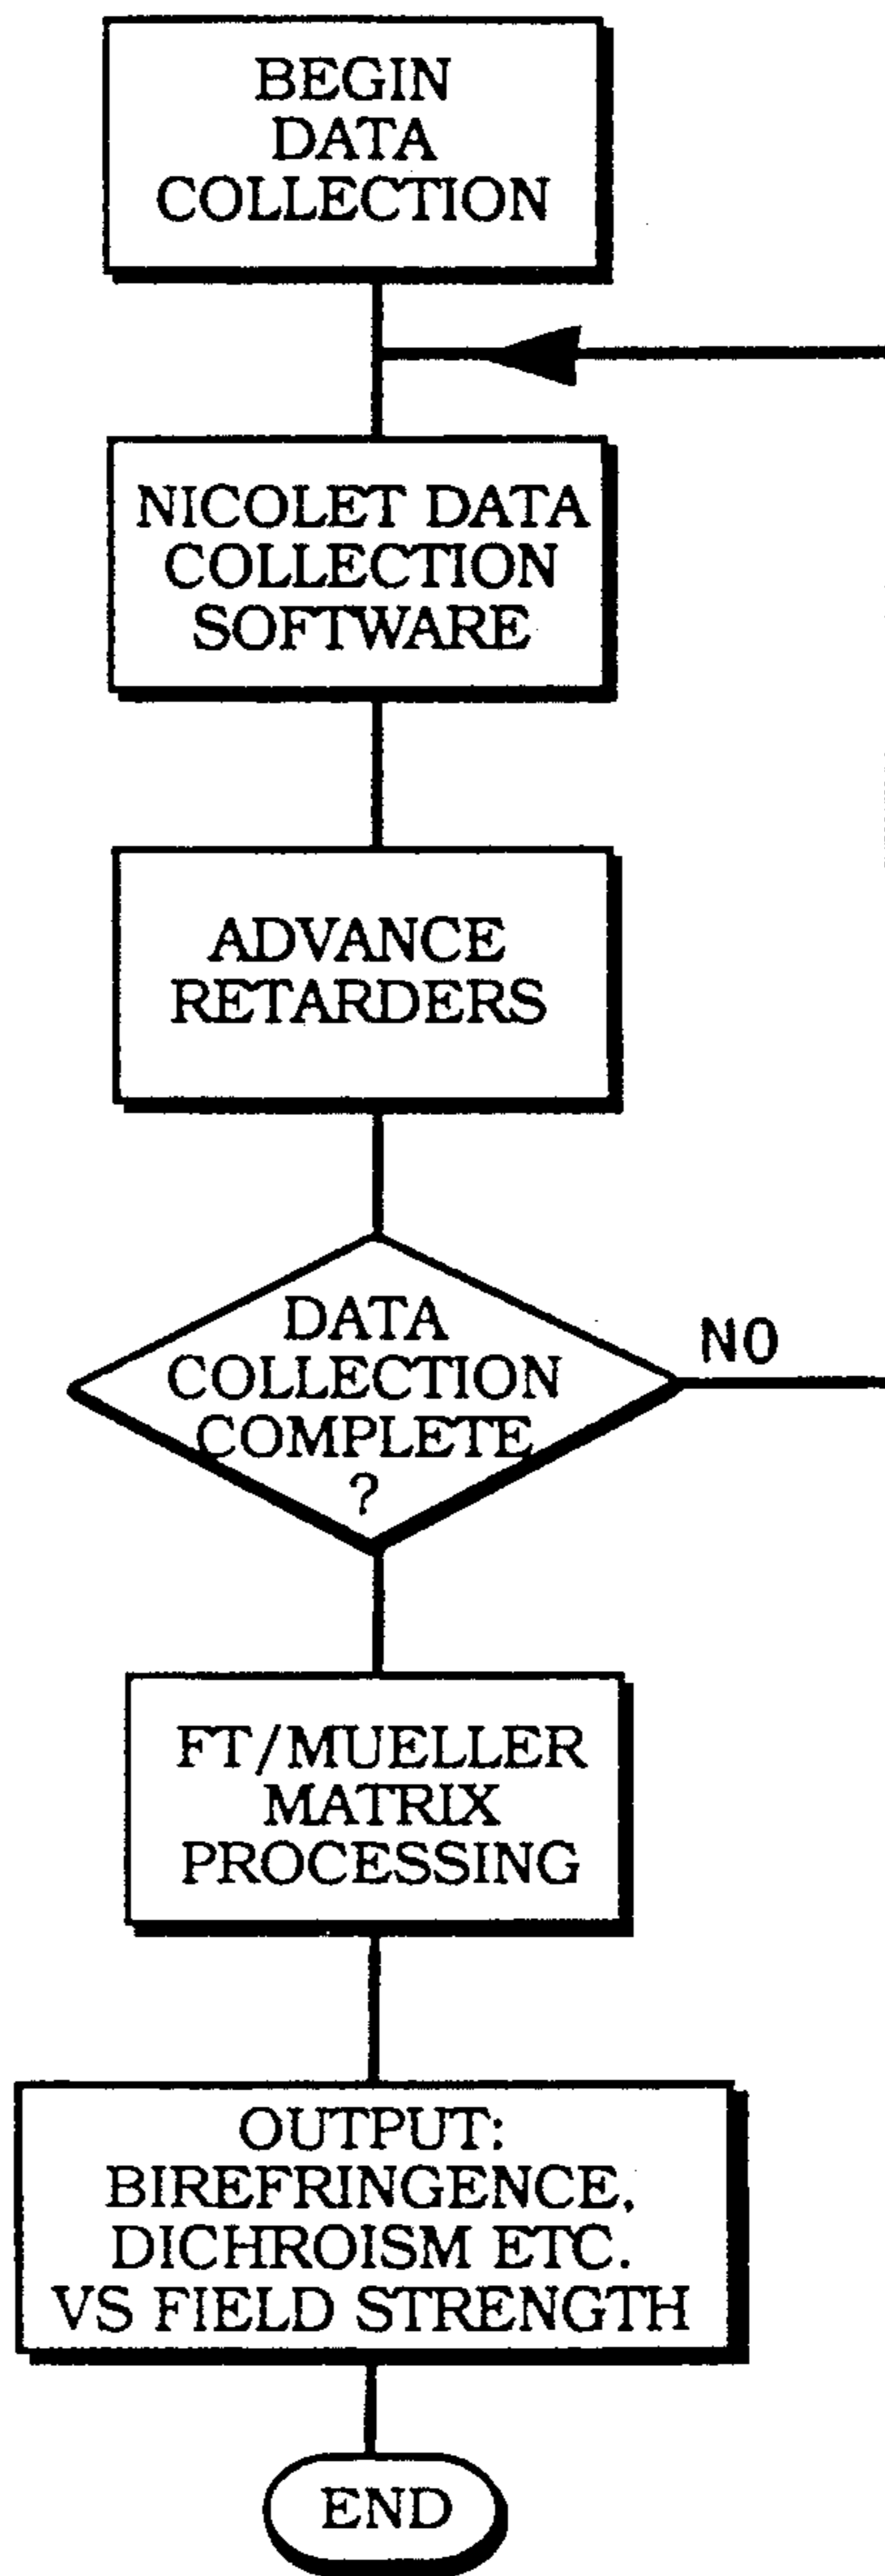 BEGIN
DATA
COLLECTION
NICOLET DATA
COLLECTION
SOFTWARE
ADVANCE
RETARDERS
DATA
COLLECTION
COMPLETE
?
NO
FT/MUELLER
MATRIX
PROCESSING
OUTPUT:
BIREFRINGENCE,
DICHROISM ETC.
VS FIELD STRENGTH
END